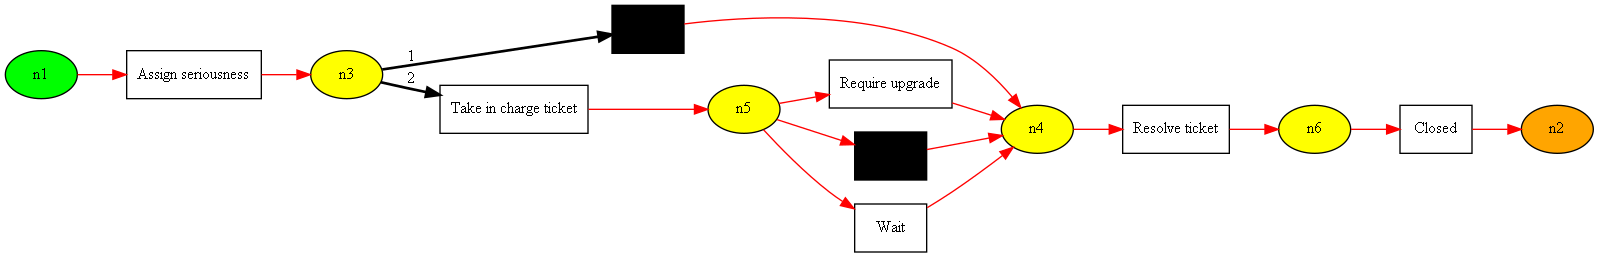 n1
Assign seriousness
n3
1
2
Take in charge ticket
n5
Require upgrade
Wait
n4
Resolve ticket
n6
Closed
n2